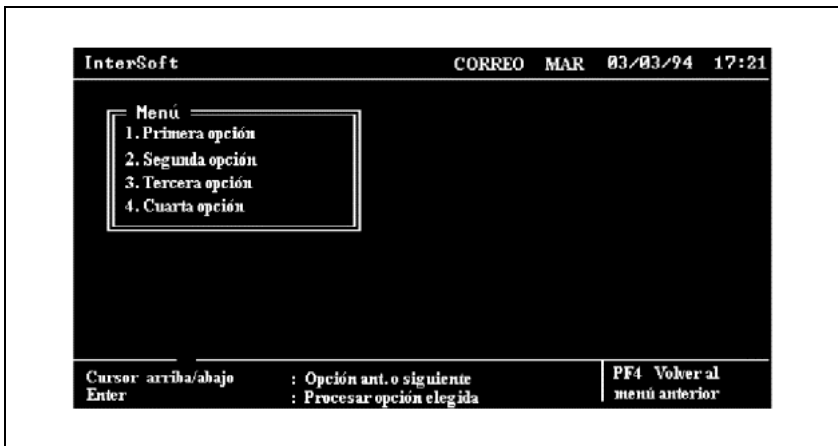 InterSoft CORREO MAR 03/03/94 17:21
Menú
1. Primera opción
2. Segunda opción
3. Tercera opción
4. Cuarta opción
Cursor arriba/abajo : Opción ant. o siguiente
Enter : Procesar opción elegida
PF4 Volver al
menú anterior